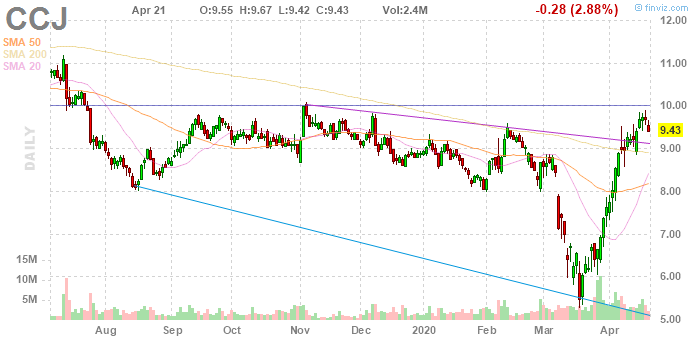 CCJ Apr 21 O:9.55 H:9.67 L:9.42 C:9.43 Vol:2.4M -0.28 (2.88%) © finviz.com
SMA 50
SMA 200
SMA 20
DAILY
12.00
11.00
10.00
9.43
9.00
8.00
7.00
6.00
5.00
15M
10M
5M
Aug Sep Oct Nov Dec 2020 Feb Mar Apr